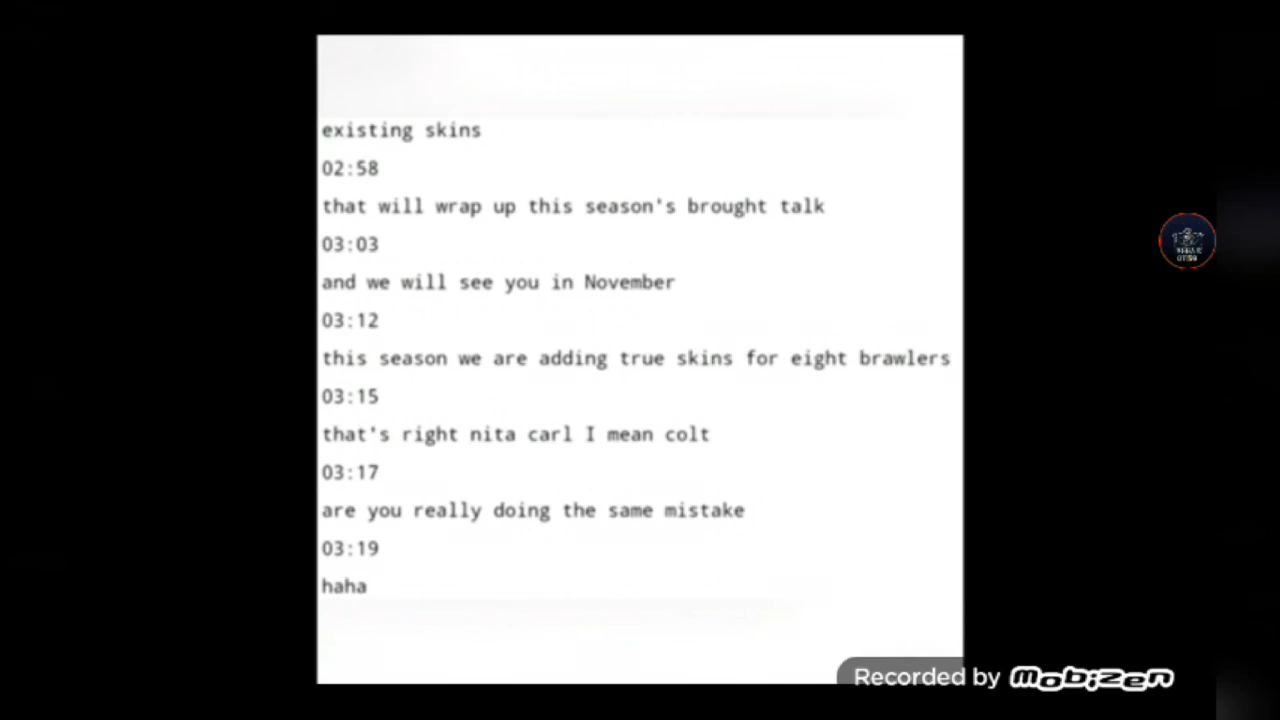 existing skins
02:58
that will wrap up this season's brought talk
03:03
and we will see you in November
03:12
this season we are adding true skins for eight brawlers
03:15
that's right nita carl I mean colt
03:17
are you really doing the same mistake
03:19
haha
Recorded by Mobizen